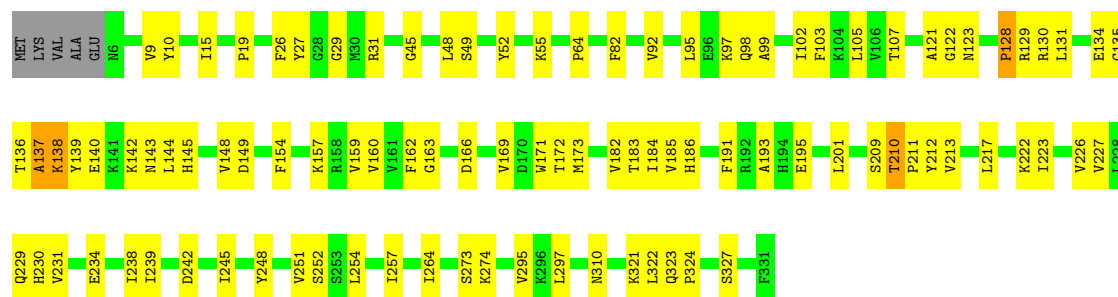 MET LYS VAL ALA GLU N6 V9 Y10 I15 P19 F26 Y27 G28 G29 M30 R31 G45 L48 S49 Y52 K55 P64 F82 V92 L95 E96 K97 Q98 A99 I102 F103 K104 L105 V106 T107 A121 G122 N123 P128 R129 R130 L131 E134 G135
T136 A137 K138 Y139 E140 K141 K142 N143 L144 H145 V148 D149 F154 K157 R158 V159 V160 V161 F162 G163 D166 V169 D170 W171 T172 M173 V182 T183 I184 V185 H186 F191 R192 A193 H194 E195 L201 S209 T210 P211 Y212 V213 L217 K222 I223 V226 V227
Q229 H230 V231 E234 I238 I239 D242 I245 Y248 V251 S252 S253 L254 I257 I264 S273 K274 V295 K296 L297 N310 K321 L322 Q323 P324 S327 F331